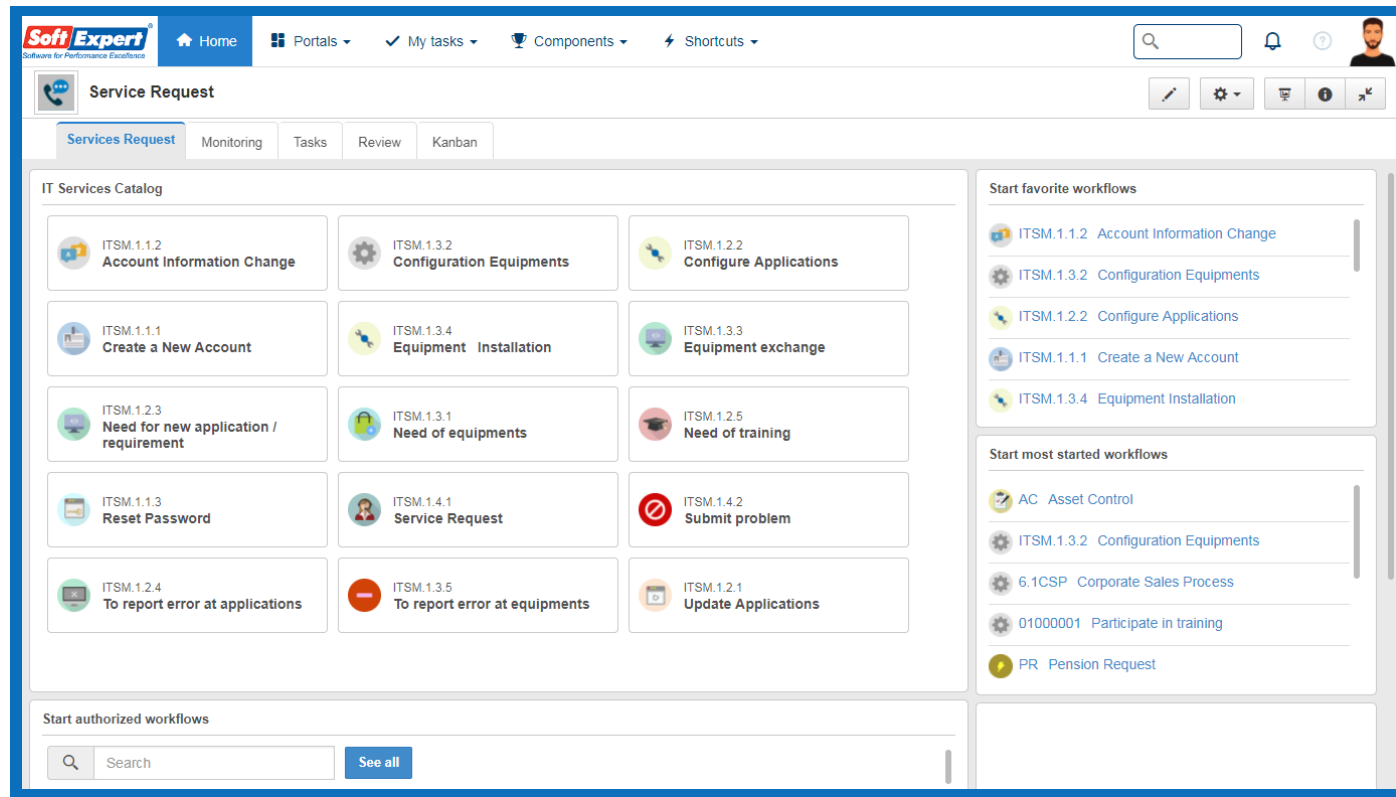 Soft Expert
Software for Performance Excellence
Home
Portals
My tasks
Components
Shortcuts
Service Request
Services Request
Monitoring
Tasks
Review
Kanban
IT Services Catalog
ITSM.1.1.2
Account Information Change
ITSM.1.3.2
Configuration Equipments
ITSM.1.2.2
Configure Applications
ITSM.1.1.1
Create a New Account
ITSM.1.3.4
Equipment Installation
ITSM.1.3.3
Equipment exchange
ITSM.1.2.3
Need for new application /
requirement
ITSM.1.3.1
Need of equipments
ITSM.1.2.5
Need of training
ITSM.1.1.3
Reset Password
ITSM.1.4.1
Service Request
ITSM.1.4.2
Submit problem
ITSM.1.2.4
To report error at applications
ITSM.1.3.5
To report error at equipments
ITSM.1.2.1
Update Applications
Start favorite workflows
ITSM.1.1.2 Account Information Change
ITSM.1.3.2 Configuration Equipments
ITSM.1.2.2 Configure Applications
ITSM.1.1.1 Create a New Account
ITSM.1.3.4 Equipment Installation
Start most started workflows
AC Asset Control
ITSM.1.3.2 Configuration Equipments
6.1CSP Corporate Sales Process
01000001 Participate in training
PR Pension Request
Start authorized workflows
Search
See all